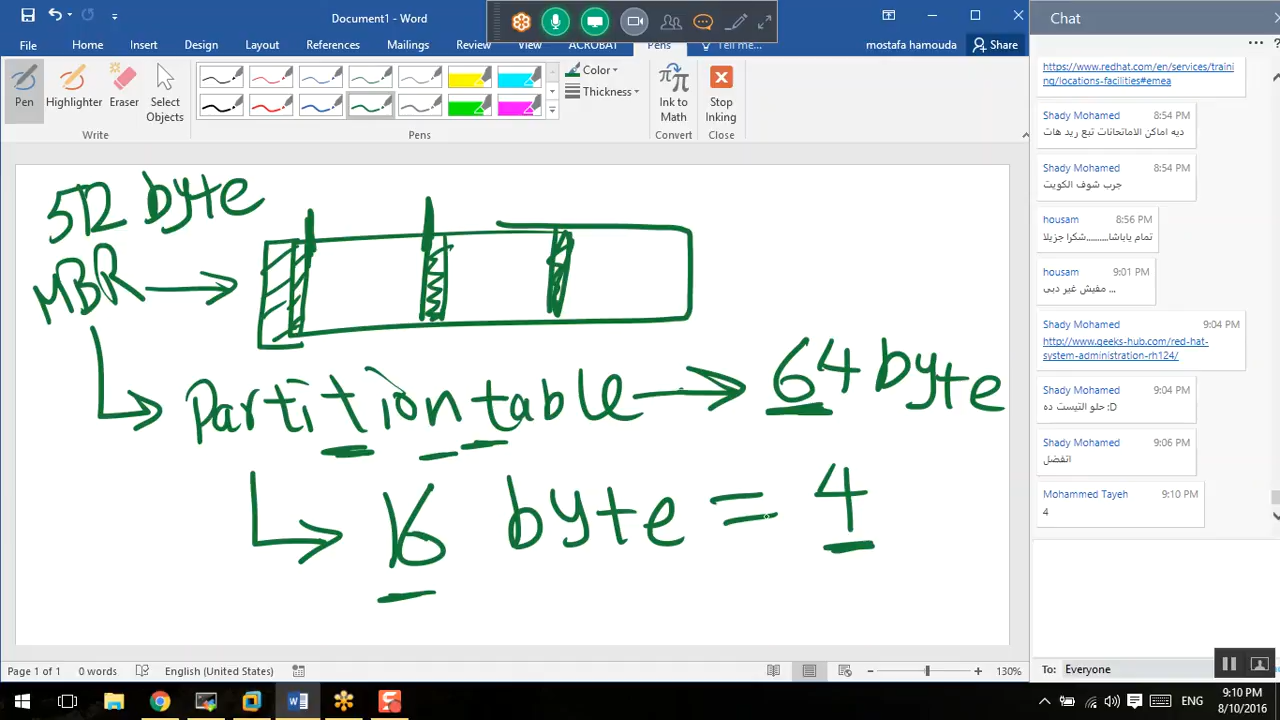 Document1 - Word
File Home Insert Design Layout References Mailings Review View ACROBAT Pens Tell me...
mostafa hamouda Share
Pen Highlighter Eraser Select Objects
Color
Thickness
Ink to Math
Stop Inking
Write Pens Convert Close
512 byte
MBR
Partition table 64 byte
16 byte = 4
Page 1 of 1 0 words English (United States) 130%
Chat
https://www.redhat.com/en/services/traini
ng/locations-facilities#emea
Shady Mohamed 8:54 PM
ديه اماكن الامتحانات تبع ريد هات
Shady Mohamed 8:54 PM
جرب شوف الكويت
housam 8:56 PM
تمام ياباشا.........شكرا جزيلا
housam 9:01 PM
مفيش غير دبى ...
Shady Mohamed 9:04 PM
http://www.geeks-hub.com/red-hat-
system-administration-rh124/
Shady Mohamed 9:04 PM
حلو التيست ده :D
Shady Mohamed 9:06 PM
اتفضل
Mohammed Tayeh 9:10 PM
4
To: Everyone
ENG
9:10 PM
8/10/2016